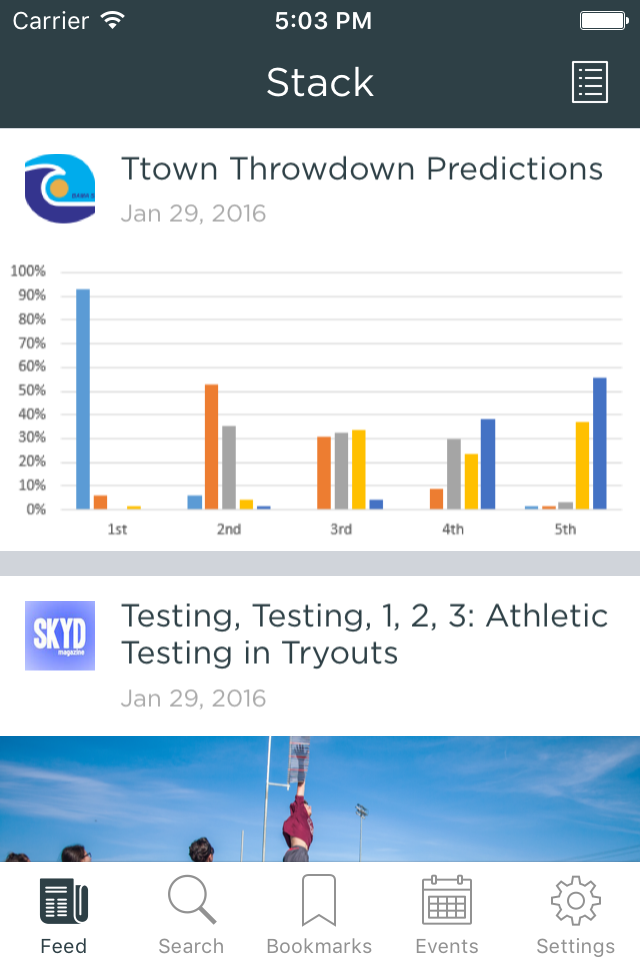 Carrier 5:03 PM
Stack
Ttown Throwdown Predictions
Jan 29, 2016
100%
90%
80%
70%
60%
50%
40%
30%
20%
10%
0%
1st 2nd 3rd 4th 5th
SKYD
magazine
Testing, Testing, 1, 2, 3: Athletic
Testing in Tryouts
Jan 29, 2016
Feed Search Bookmarks Events Settings